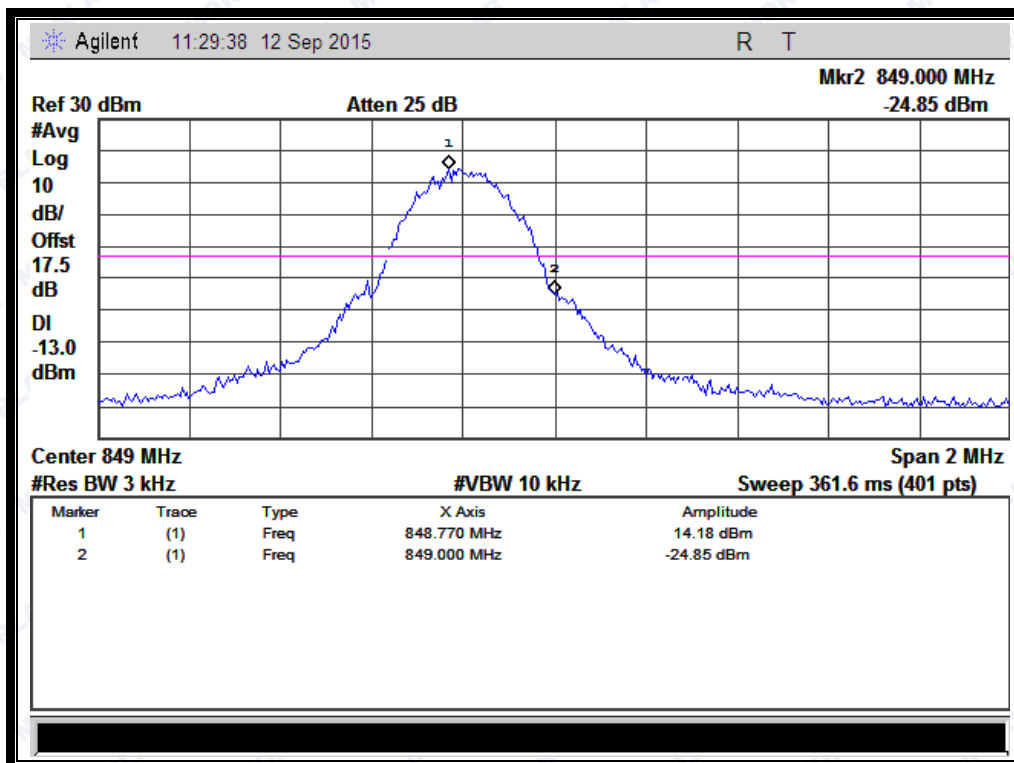 Agilent 11:29:38 12 Sep 2015 R T
Mkr2 849.000 MHz
Ref 30 dBm Atten 25 dB -24.85 dBm
#Avg
Log
10
dB/
Offst
17.5
dB
DI
-13.0
dBm
1
2
Center 849 MHz Span 2 MHz
#Res BW 3 kHz #VBW 10 kHz Sweep 361.6 ms (401 pts)
Marker Trace Type X Axis Amplitude
1 (1) Freq 848.770 MHz 14.18 dBm
2 (1) Freq 849.000 MHz -24.85 dBm